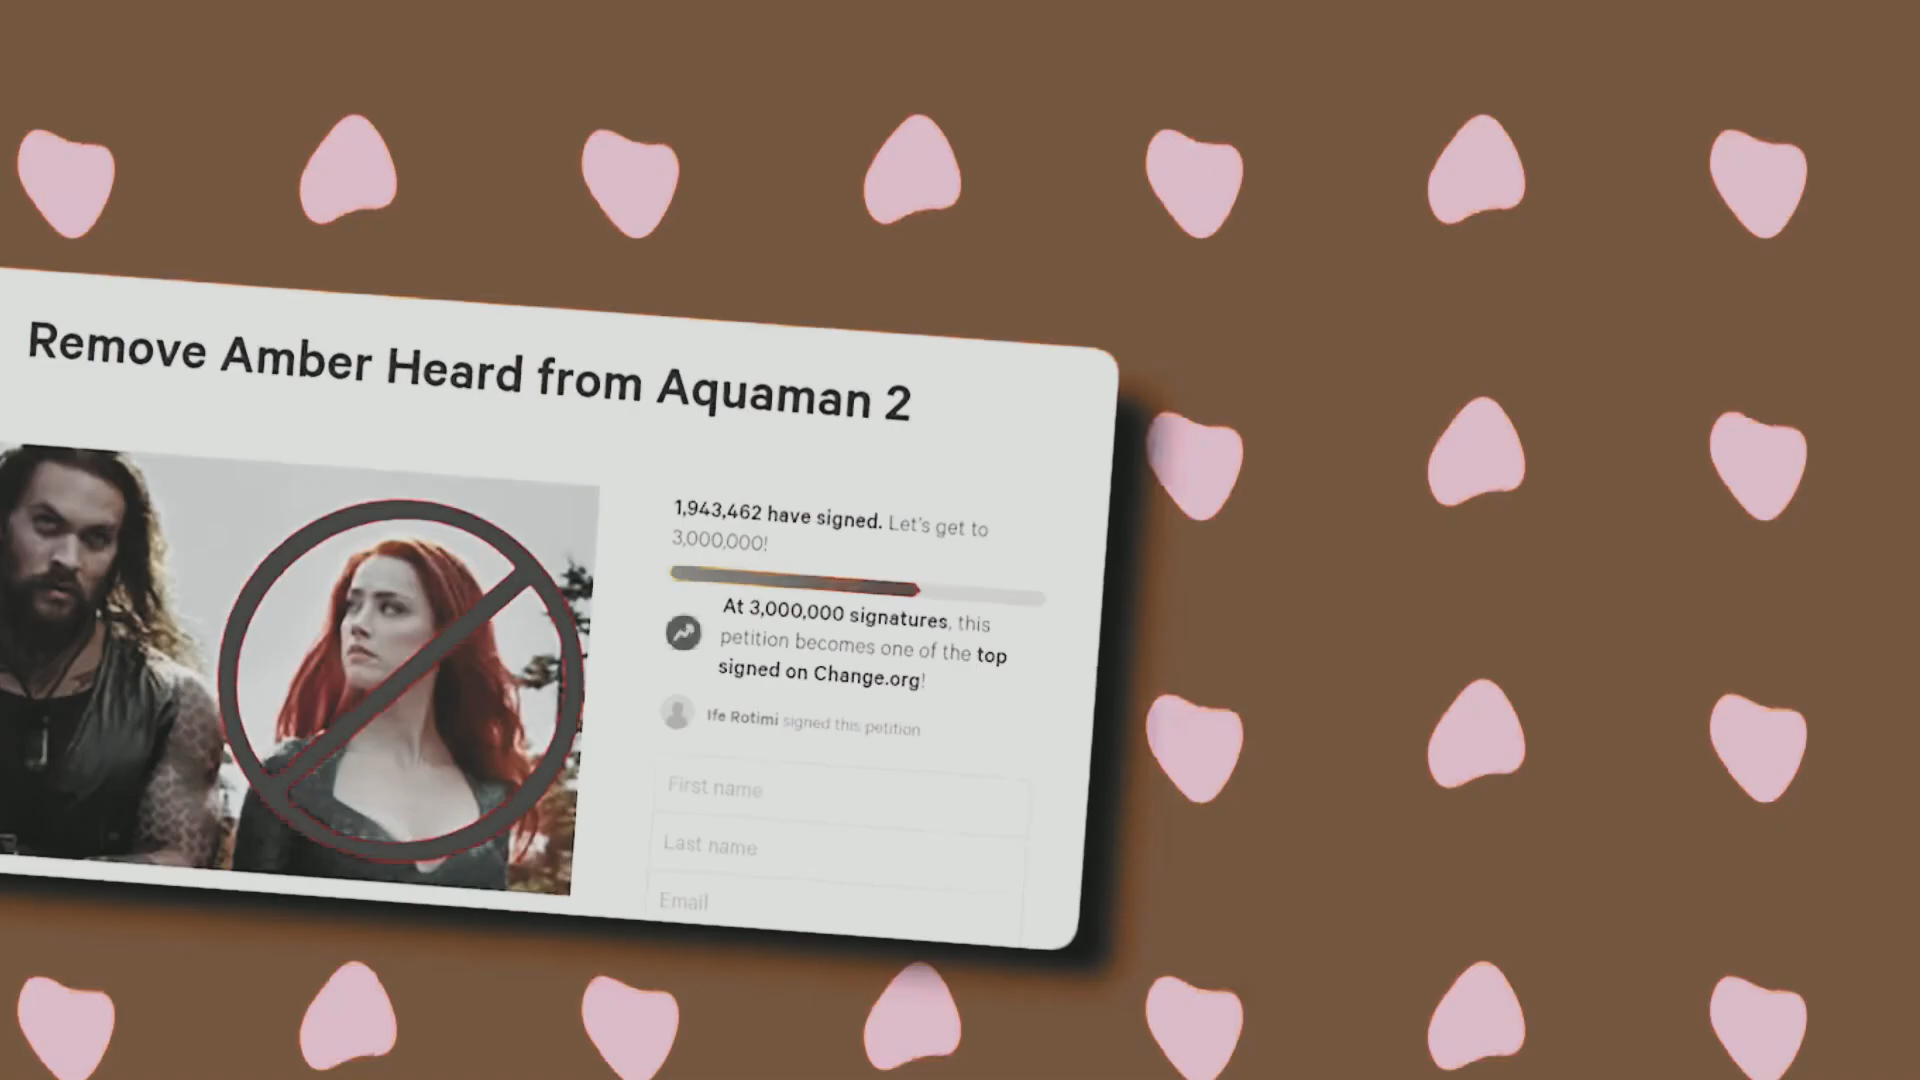 Remove Amber Heard from Aquaman 2
1,943,462 have signed. Let's get to
3,000,000!
At 3,000,000 signatures, this
petition becomes one of the top
signed on Change.org!
Ife Rotimi signed this petition
First name
Last name
Email